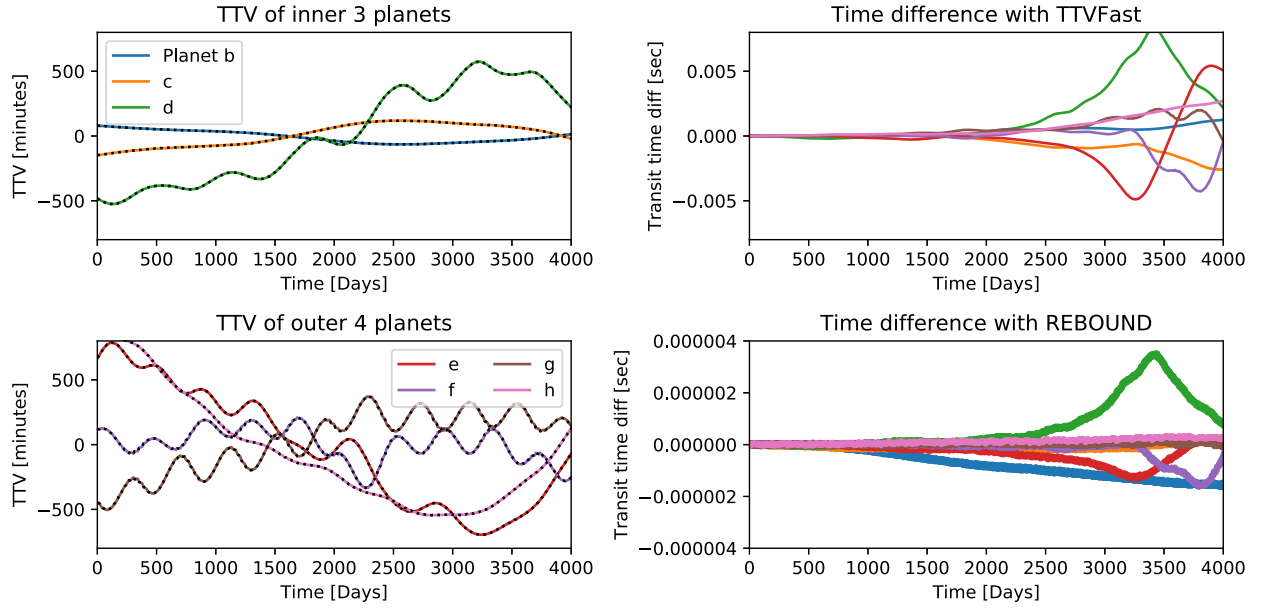 TTV of inner 3 planets
TTV [minutes]
500
0
−500
Planet b
c
d
0 500 1000 1500 2000 2500 3000 3500 4000
Time [Days]
Time difference with TTVFast
Transit time diff [sec]
0.005
0.000
−0.005
0 500 1000 1500 2000 2500 3000 3500 4000
Time [Days]
TTV of outer 4 planets
TTV [minutes]
500
0
−500
e g
f h
0 500 1000 1500 2000 2500 3000 3500 4000
Time [Days]
Time difference with REBOUND
Transit time diff [sec]
0.000004
0.000002
0.000000
−0.000002
−0.000004
0 500 1000 1500 2000 2500 3000 3500 4000
Time [Days]